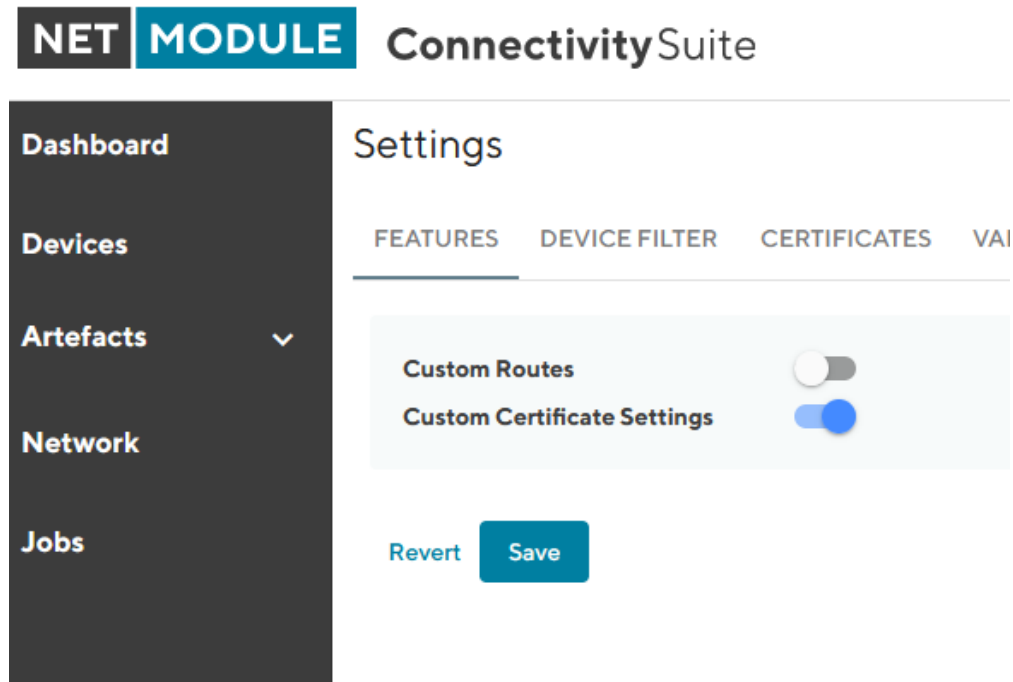 NET MODULE ConnectivitySuite
Dashboard
Devices
Artefacts
Network
Jobs
Settings
FEATURES DEVICE FILTER CERTIFICATES
Custom Routes
Custom Certificate Settings
Revert Save